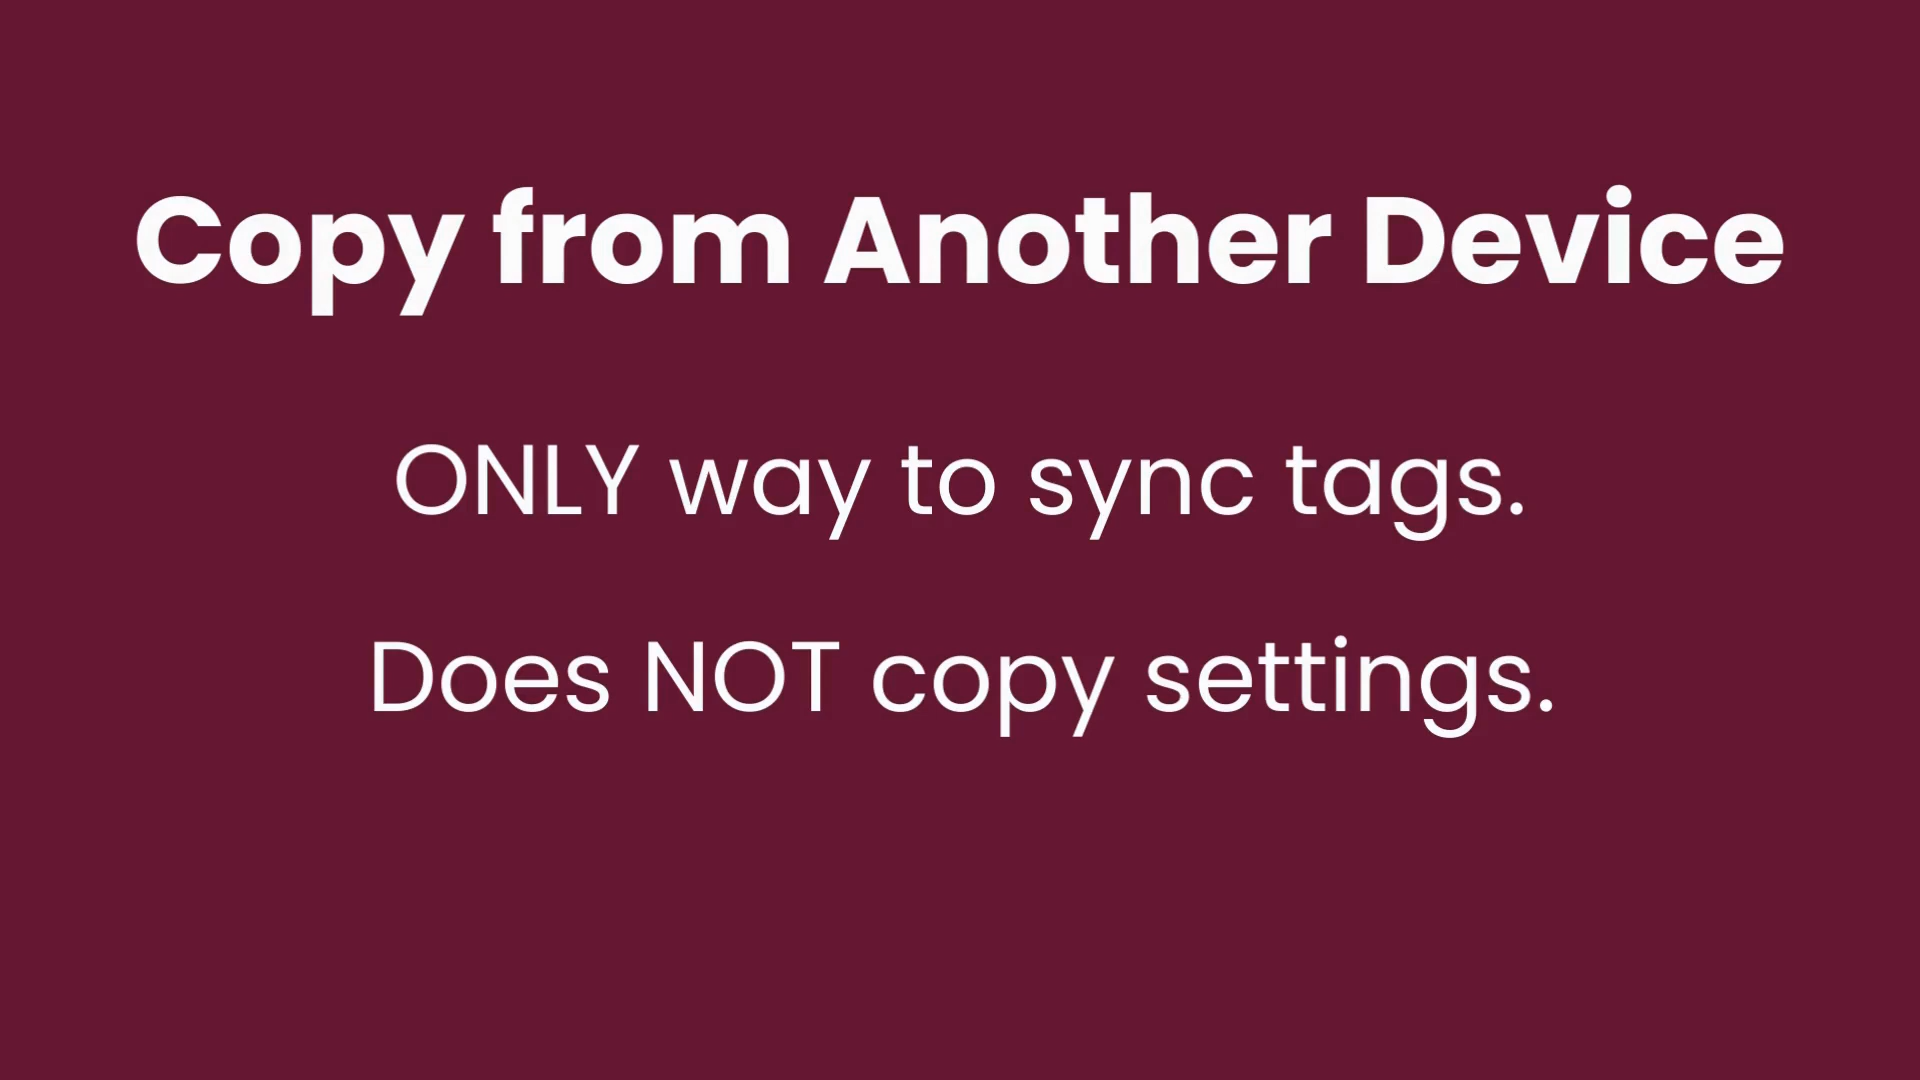 Copy from Another Device
ONLY way to sync tags.
Does NOT copy settings.